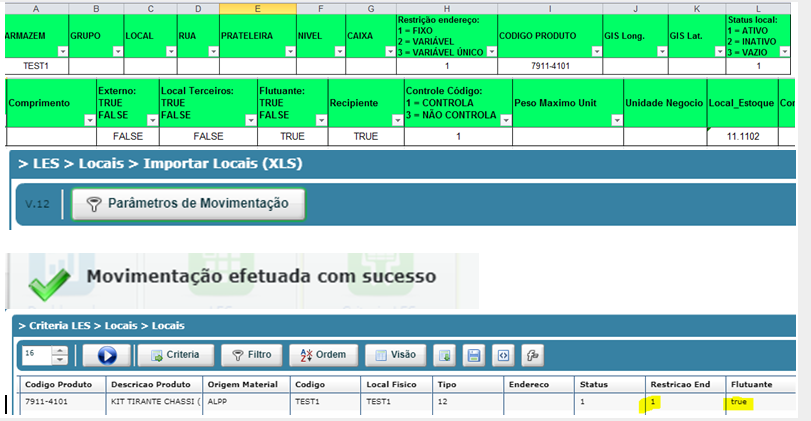 A B C D E F G H I J K L
ARMAZEM GRUPO LOCAL RUA PRATELEIRA NIVEL CAIXA Restrição endereço: 1 = FIXO 2 = VARIÁVEL 3 = VARIÁVEL ÚNICO CODIGO PRODUTO GIS Long. GIS Lat. Status local: 1 = ATIVO 2 = INATIVO 3 = VAZIO
TEST1 1 7911-4101 1
Comprimento Externo: TRUE FALSE Local Terceiros: TRUE FALSE Flutuante: TRUE FALSE Recipiente Controle Código: 1 = CONTROLA 3 = NÃO CONTROLA Peso Maximo Unit Unidade Negocio Local_Estoque Cor
FALSE FALSE TRUE TRUE 1 11.1102
> LES > Locais > Importar Locais (XLS)
V.12 Parâmetros de Movimentação
Movimentação efetuada com sucesso
> Criteria LES > Locais > Locais
16 Criteria Filtro Ordem Visão
Codigo Produto Descricao Produto Origem Material Codigo Local Fisico Tipo Endereco Status Restricao End Flutuante
7911-4101 KIT TIRANTE CHASSI ( ALPP TEST1 TEST1 12 1 1 true